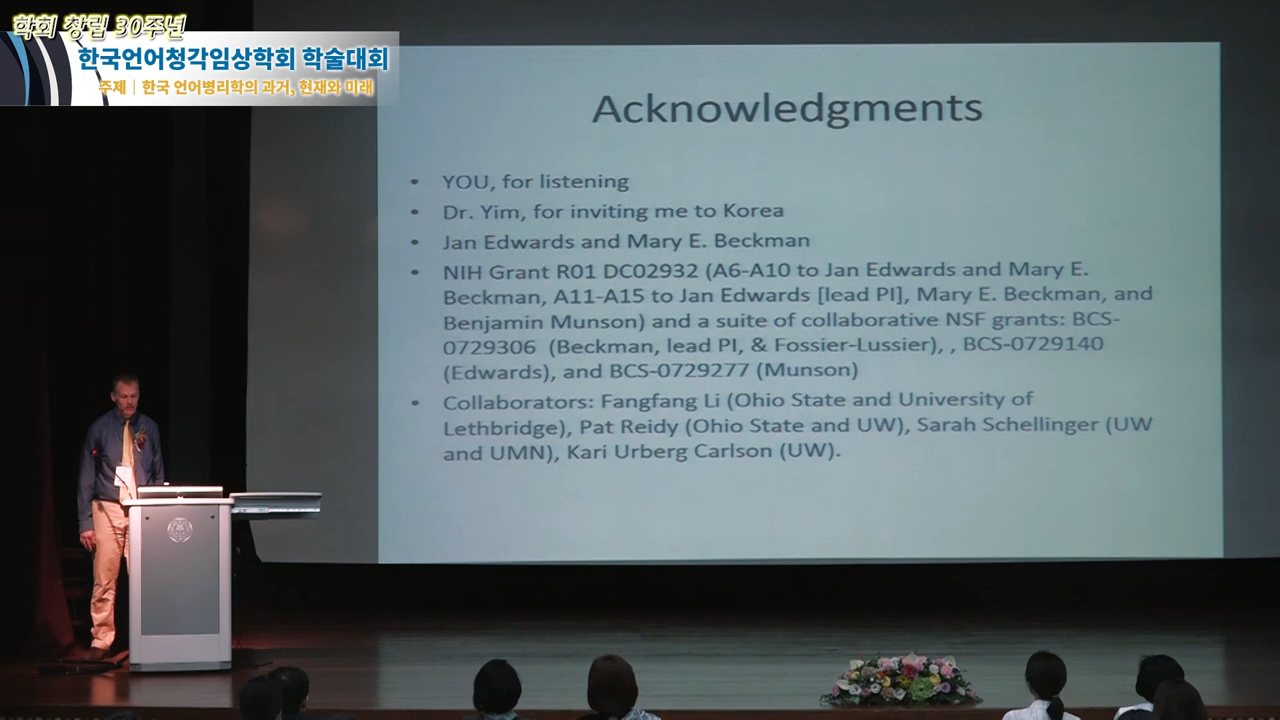 학회 창립 30주년
한국언어청각임상학회 학술대회
주제 | 한국 언어병리학의 과거, 현재와 미래
Acknowledgments
• YOU, for listening
• Dr. Yim, for inviting me to Korea
• Jan Edwards and Mary E. Beckman
• NIH Grant R01 DC02932 (A6-A10 to Jan Edwards and Mary E.
Beckman, A11-A15 to Jan Edwards [lead PI], Mary E. Beckman, and
Benjamin Munson) and a suite of collaborative NSF grants: BCS-
0729306 (Beckman, lead PI, & Fossier-Lussier), , BCS-0729140
(Edwards), and BCS-0729277 (Munson)
• Collaborators: Fangfang Li (Ohio State and University of
Lethbridge), Pat Reidy (Ohio State and UW), Sarah Schellinger (UW
and UMN), Kari Urberg Carlson (UW).